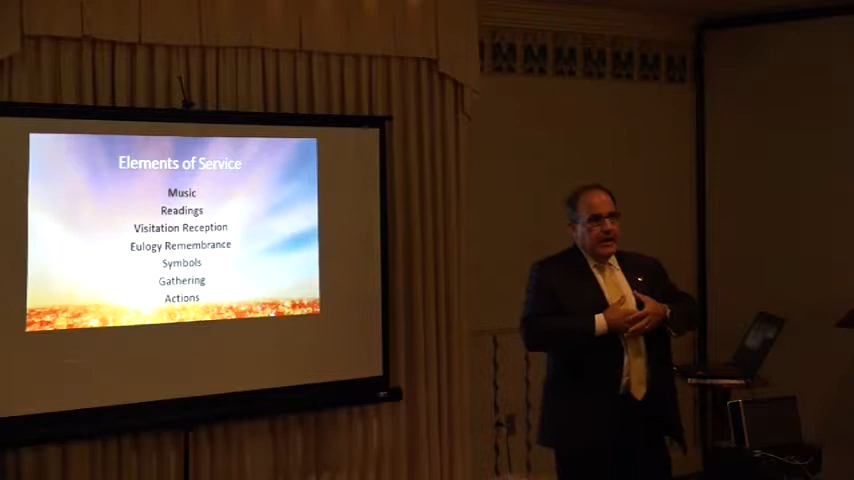 Elements of Service
Music
Readings
Visitation Reception
Eulogy Remembrance
Symbols
Gathering
Actions